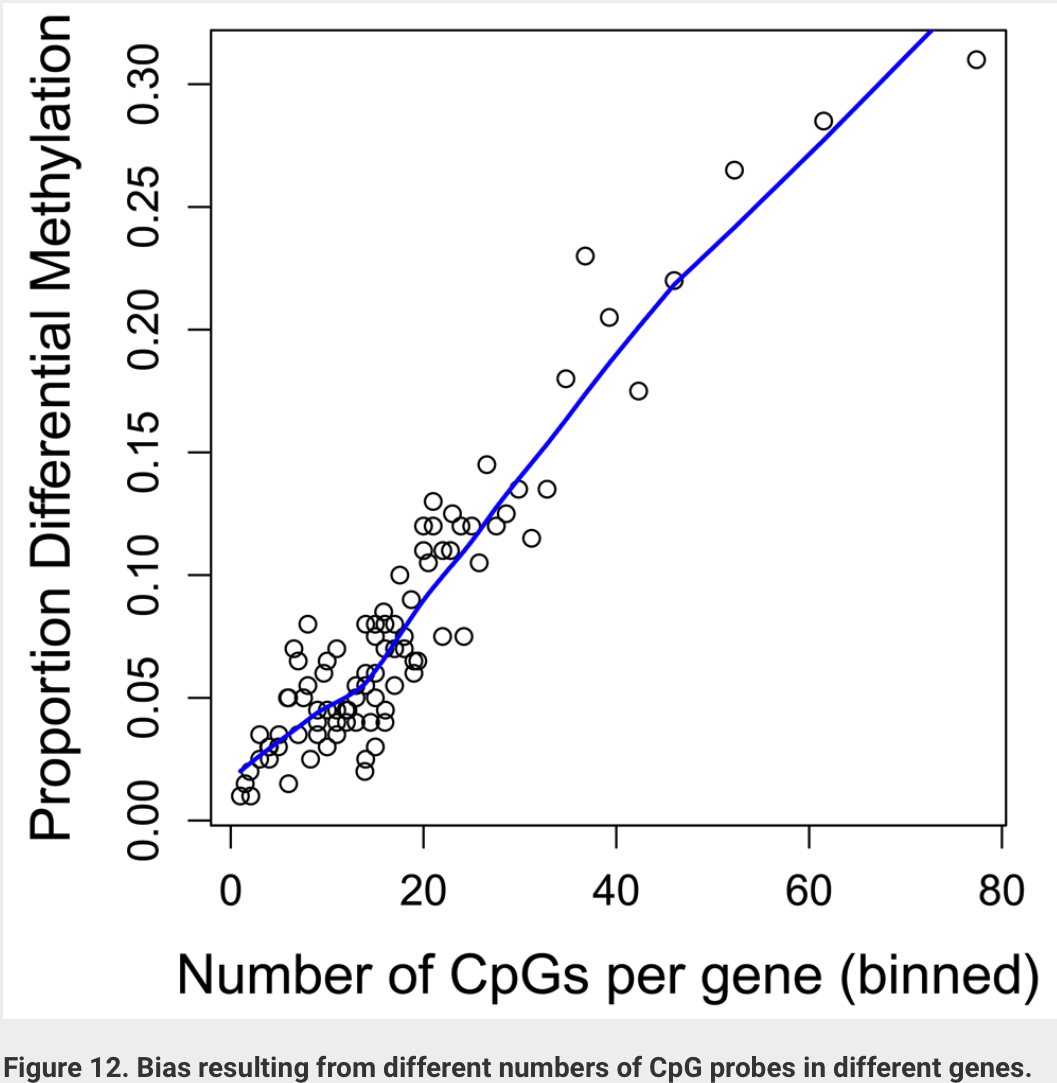 Proportion Differential Methylation
0.30
0.25
0.20
0.15
0.10
0.05
0.00
0 20 40 60 80
Number of CpGs per gene (binned)
Figure 12. Bias resulting from different numbers of CpG probes in different genes.